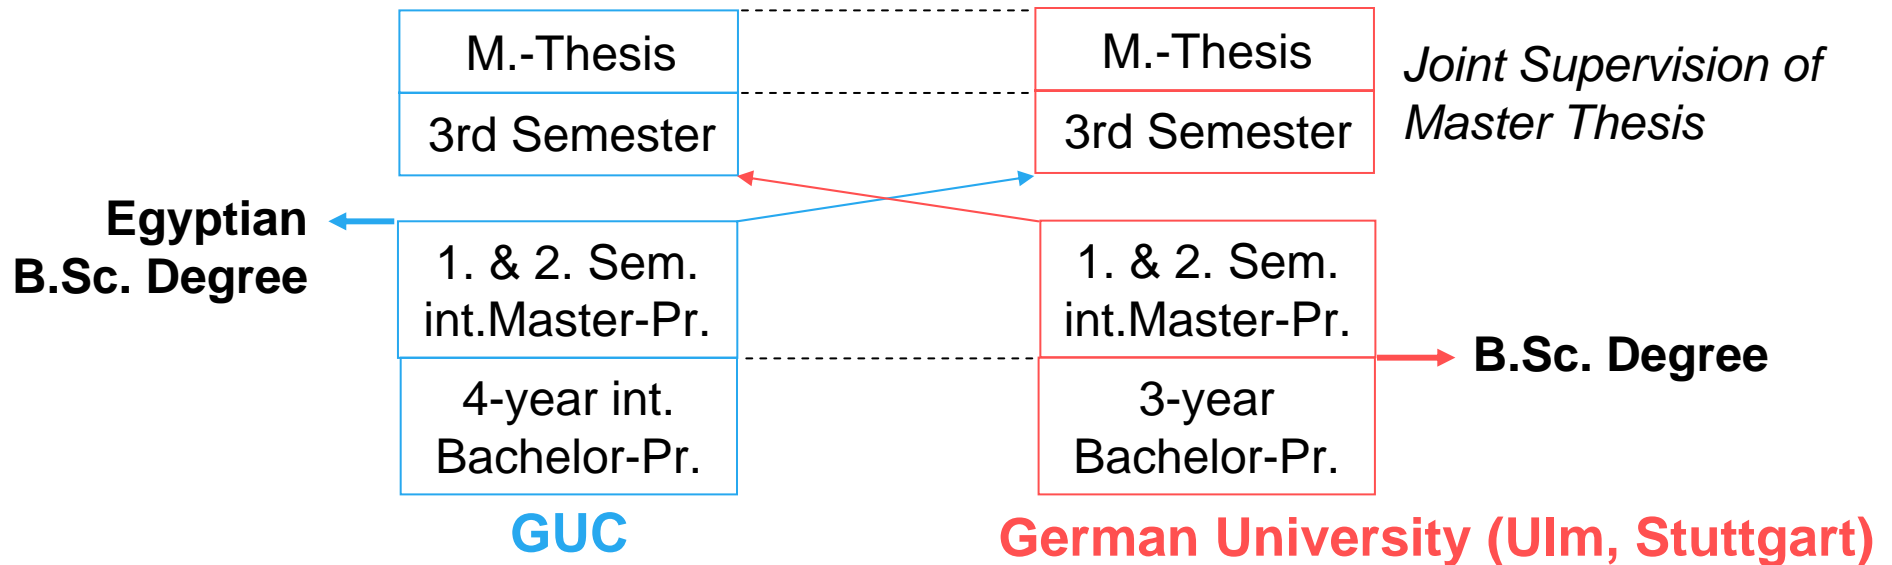 M.-Thesis
M.-Thesis
Joint Supervision of
Master Thesis
3rd Semester
3rd Semester
Egyptian
B.Sc. Degree
1. & 2. Sem.
int.Master-Pr.
1. & 2. Sem.
int.Master-Pr.
B.Sc. Degree
4-year int.
Bachelor-Pr.
3-year
Bachelor-Pr.
GUC
German University (Ulm, Stuttgart)